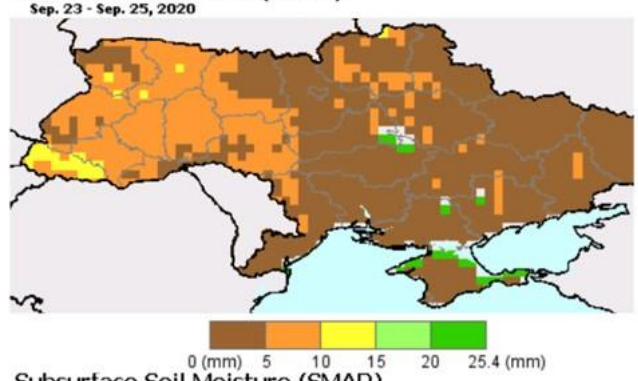 Sep. 23 - Sep. 25, 2020
0 (mm) 5 10 15 20 25.4 (mm)
Subsurface Soil Moisture (SMAP)